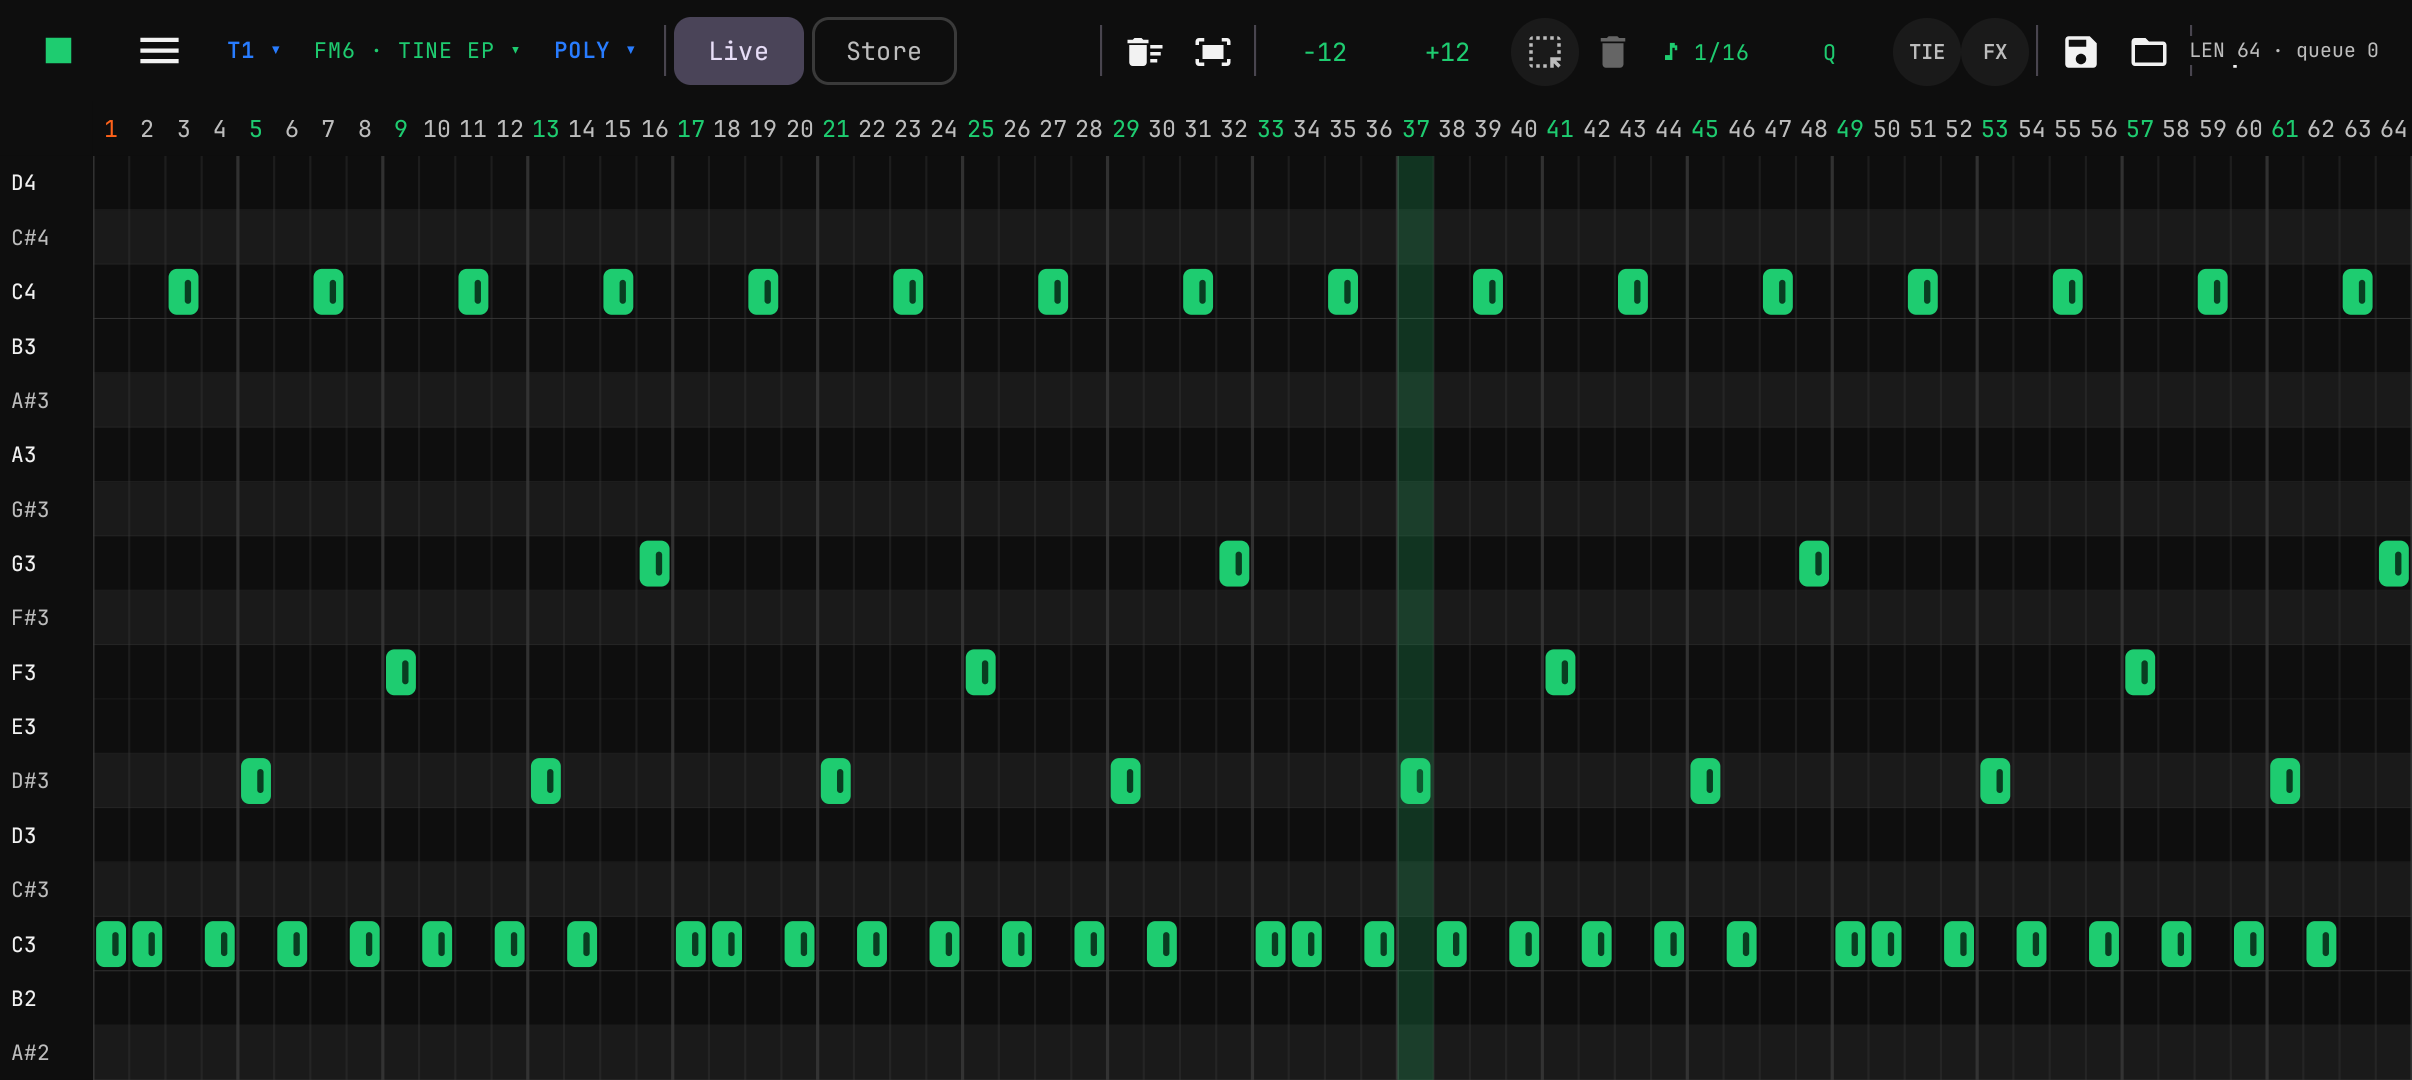 T1 ▾ FM6 · TINE EP ▾ POLY ▾ Live Store -12 +12 1/16 Q TIE FX LEN 64 · queue 0
1 2 3 4 5 6 7 8 9 10 11 12 13 14 15 16 17 18 19 20 21 22 23 24 25 26 27 28 29 30 31 32 33 34 35 36 37 38 39 40 41 42 43 44 45 46 47 48 49 50 51 52 53 54 55 56 57 58 59 60 61 62 63 64
D4
C#4
C4
B3
A#3
A3
G#3
G3
F#3
F3
E3
D#3
D3
C#3
C3
B2
A#2